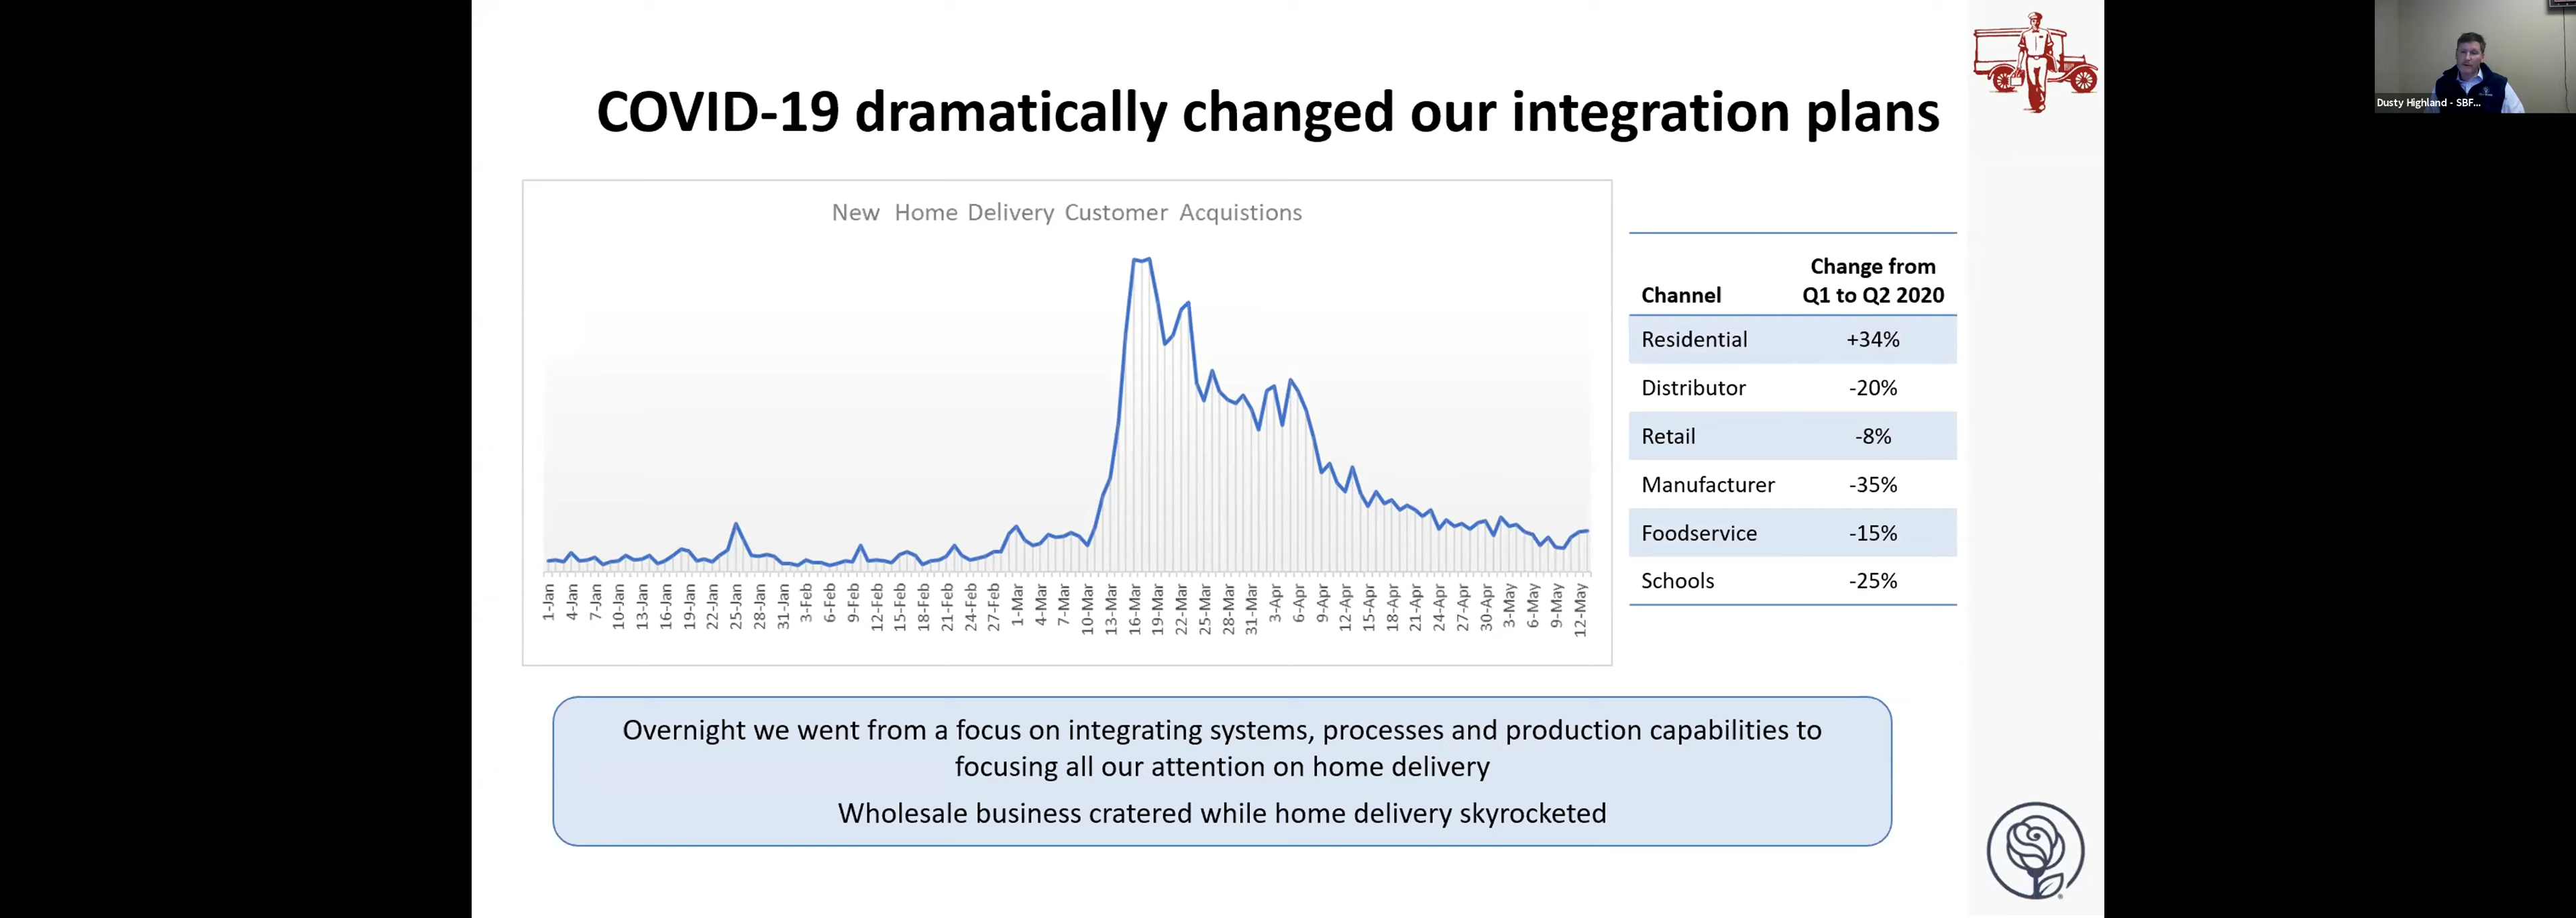 COVID-19 dramatically changed our integration plans
Dusty Highland - SBF...
New Home Delivery Customer Acquistions
1-Jan
4-Jan
7-Jan
10-Jan
13-Jan
16-Jan
19-Jan
22-Jan
25-Jan
28-Jan
31-Jan
3-Feb
6-Feb
9-Feb
12-Feb
15-Feb
18-Feb
21-Feb
24-Feb
27-Feb
1-Mar
4-Mar
7-Mar
10-Mar
13-Mar
16-Mar
19-Mar
22-Mar
25-Mar
28-Mar
31-Mar
3-Apr
6-Apr
9-Apr
12-Apr
15-Apr
18-Apr
21-Apr
24-Apr
27-Apr
30-Apr
3-May
6-May
9-May
12-May
Change from
Channel Q1 to Q2 2020
Residential +34%
Distributor -20%
Retail -8%
Manufacturer -35%
Foodservice -15%
Schools -25%
Overnight we went from a focus on integrating systems, processes and production capabilities to
focusing all our attention on home delivery
Wholesale business cratered while home delivery skyrocketed